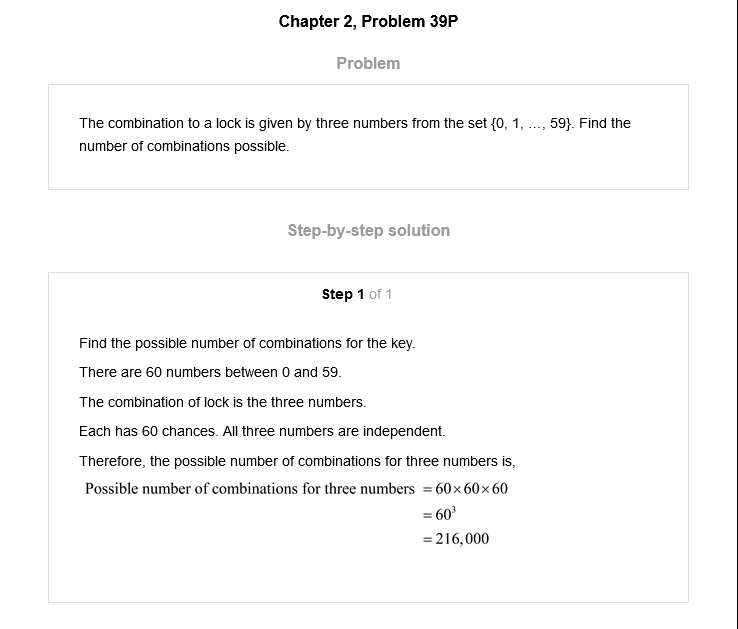 Chapter 2, Problem 39P
Problem
The combination to a lock is given by three numbers from the set {0, 1, ..., 59}. Find the
number of combinations possible.
Step-by-step solution
Step 1 of 1
Find the possible number of combinations for the key.
There are 60 numbers between 0 and 59.
The combination of lock is the three numbers.
Each has 60 chances. All three numbers are independent.
Therefore, the possible number of combinations for three numbers is,
Possible number of combinations for three numbers = 60×60×60
= 60³
= 216,000